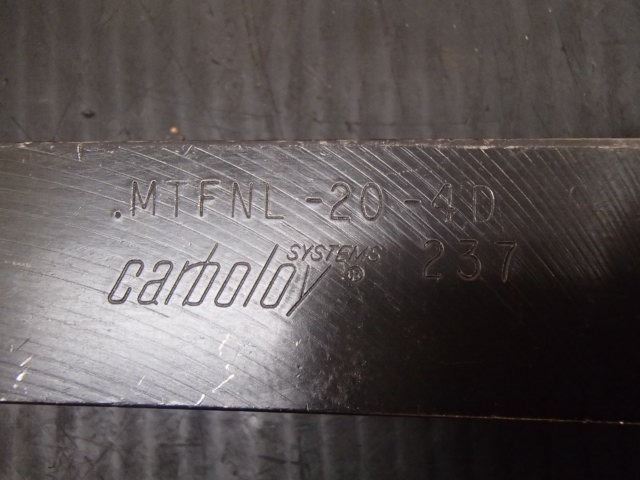 .MTFNL-20-4D
carboloy SYSTEMS® 237